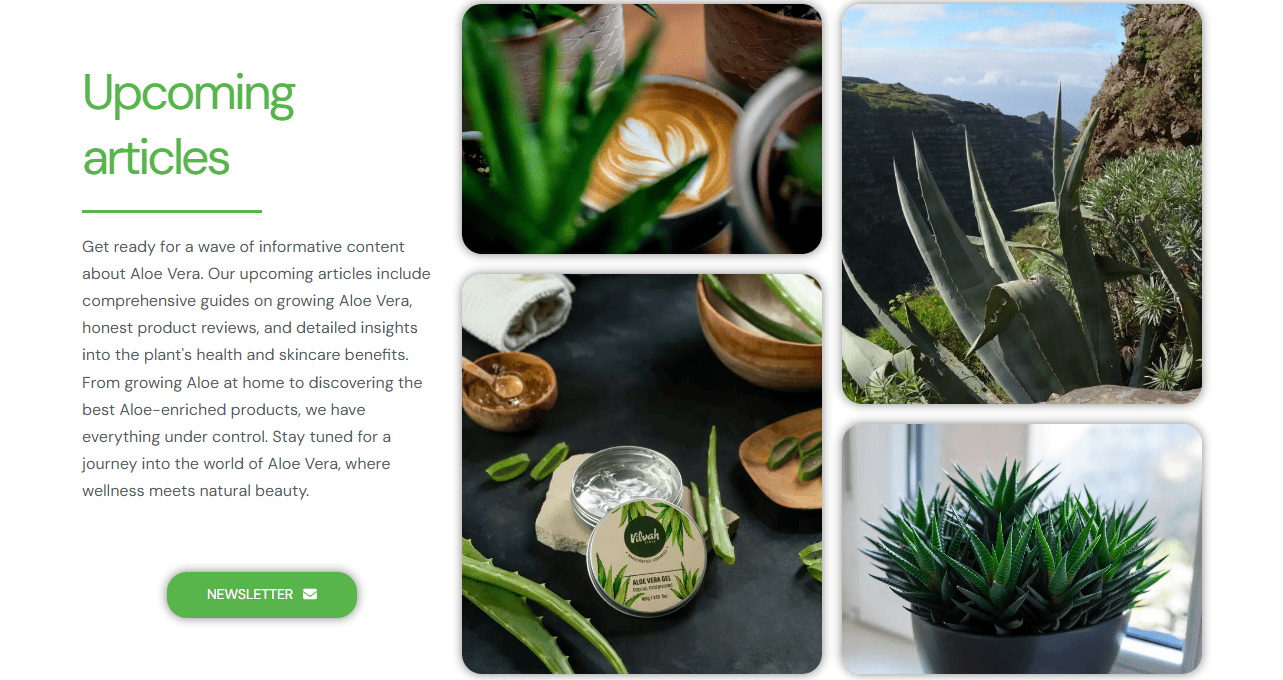 Upcoming
articles
Get ready for a wave of informative content
about Aloe Vera. Our upcoming articles include
comprehensive guides on growing Aloe Vera,
honest product reviews, and detailed insights
into the plant's health and skincare benefits.
From growing Aloe at home to discovering the
best Aloe-enriched products, we have
everything under control. Stay tuned for a
journey into the world of Aloe Vera, where
wellness meets natural beauty.
NEWSLETTER
Vilvah
ALOE VERA GEL